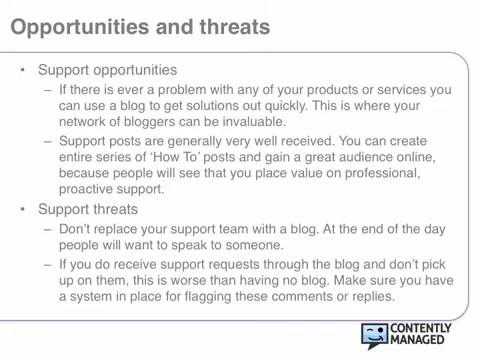 Opportunities and threats
• Support opportunities
– If there is ever a problem with any of your products or services you
can use a blog to get solutions out quickly. This is where your
network of bloggers can be invaluable.
– Support posts are generally very well received. You can create
entire series of ‘How To’ posts and gain a great audience online,
because people will see that you place value on professional,
proactive support.
• Support threats
– Don’t replace your support team with a blog. At the end of the day
people will want to speak to someone.
– If you do receive support requests through the blog and don’t pick
up on them, this is worse than having no blog. Make sure you have
a system in place for flagging these comments or replies.
CONTENTLY
MANAGED